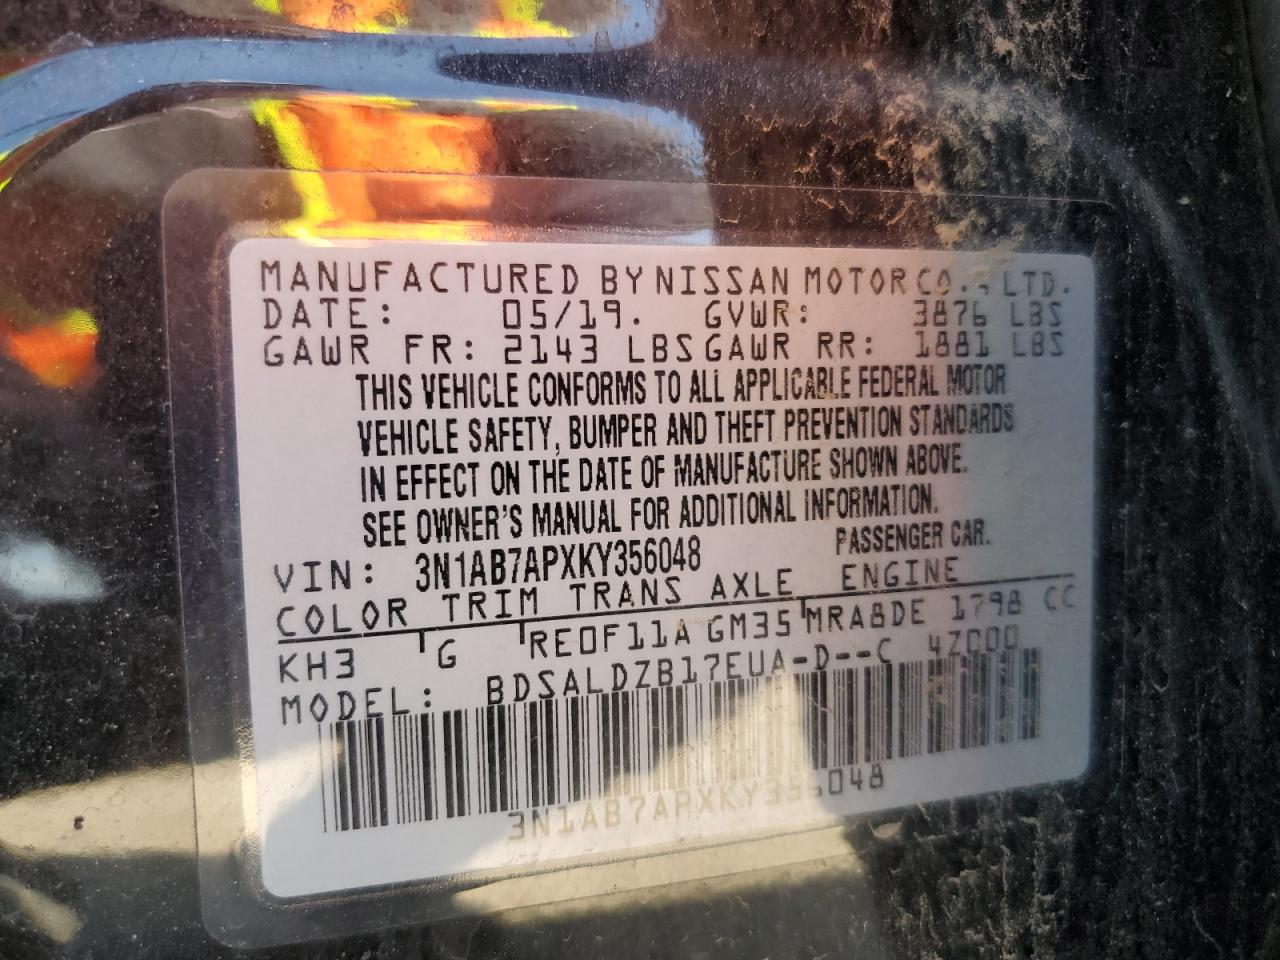 MANUFACTURED BY NISSAN MOTOR CO., LTD.
DATE: 05/19. GVWR: 3876 LBS
GAWR FR: 2143 LBS GAWR RR: 1881 LBS
THIS VEHICLE CONFORMS TO ALL APPLICABLE FEDERAL MOTOR
VEHICLE SAFETY, BUMPER AND THEFT PREVENTION STANDARDS
IN EFFECT ON THE DATE OF MANUFACTURE SHOWN ABOVE.
SEE OWNER'S MANUAL FOR ADDITIONAL INFORMATION.
VIN: 3N1AB7APXKY356048 PASSENGER CAR.
COLOR TRIM TRANS AXLE ENGINE
KH3 G RE0F11A GM35 MRA8DE 1798 CC
MODEL: BDSALDZB17EUA-D--C 4Z000
3N1AB7APXKY356048